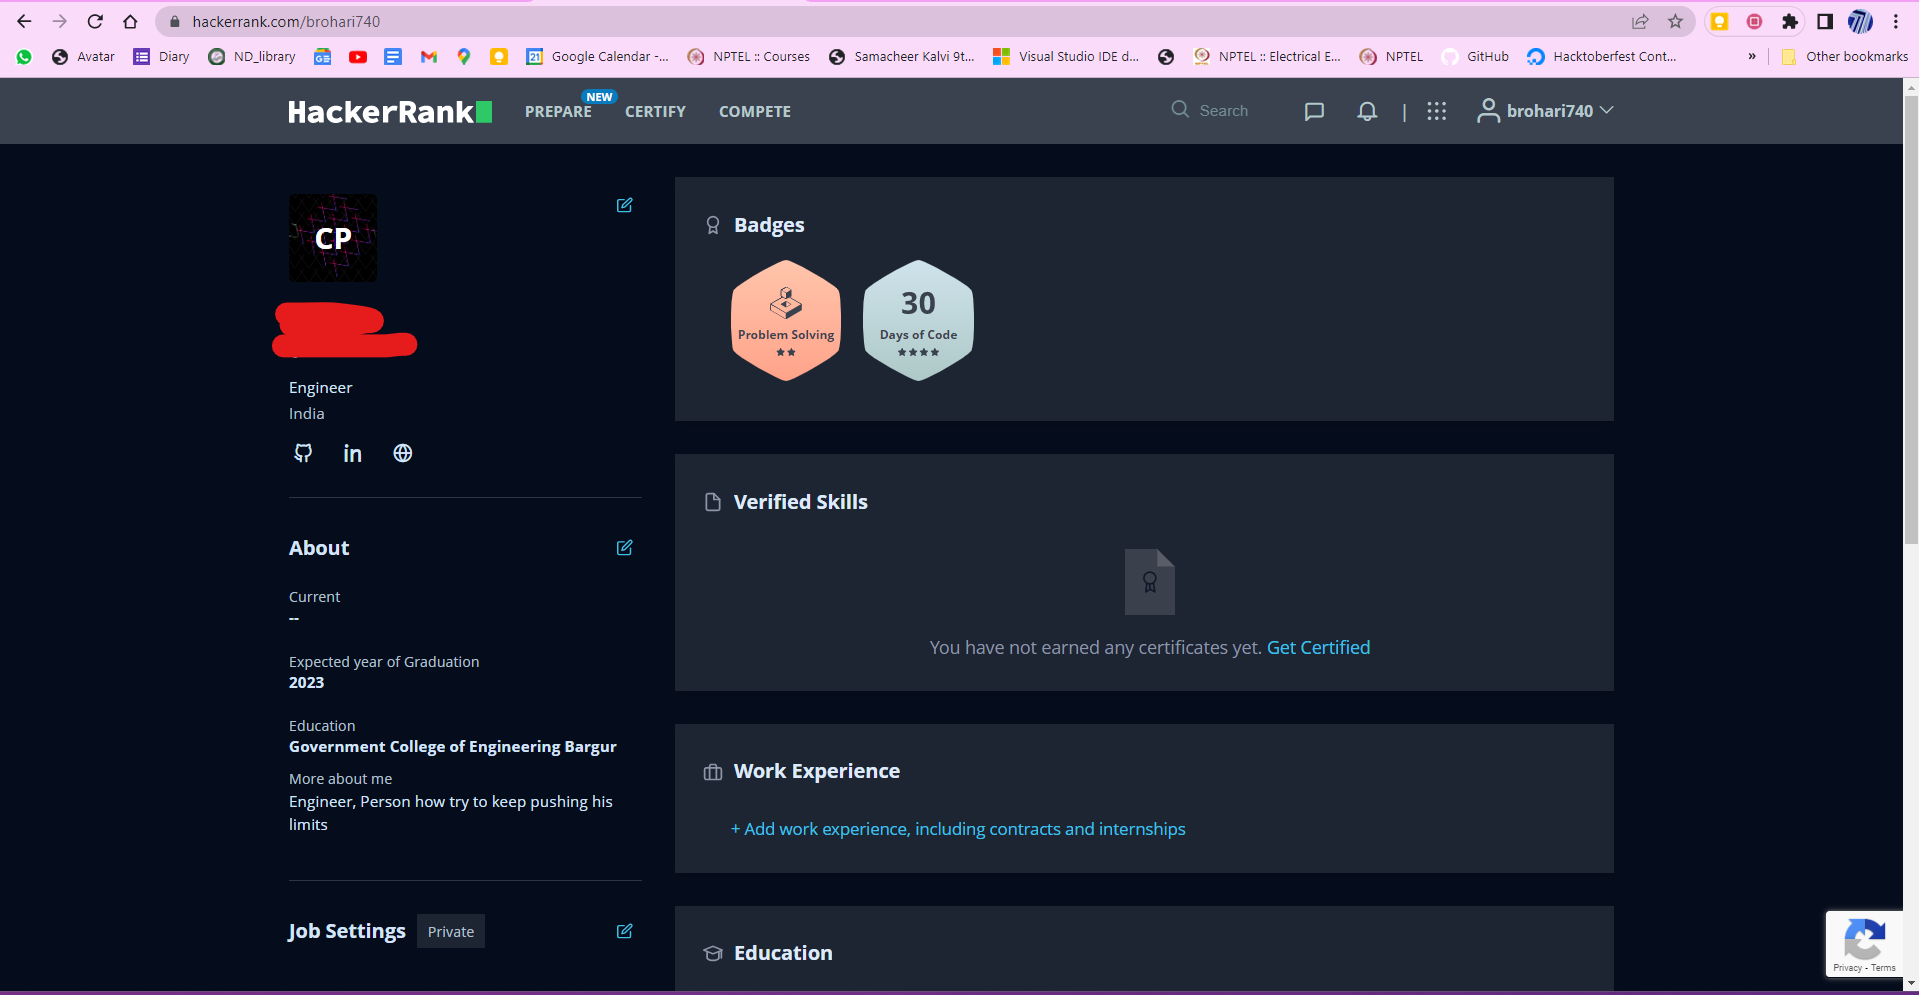 hackerrank.com/brohari740
Avatar
Diary
ND_library
Google Calendar -...
NPTEL :: Courses
Samacheer Kalvi 9t...
Visual Studio IDE d...
NPTEL :: Electrical E...
NPTEL
GitHub
Hacktoberfest Cont...
»
Other bookmarks
HackerRank
PREPARE
NEW
CERTIFY
COMPETE
Search
|
brohari740
CP
Engineer
India
in
About
Current
--
Expected year of Graduation
2023
Education
Government College of Engineering Bargur
More about me
Engineer, Person how try to keep pushing his
limits
Job Settings
Private
Badges
Problem Solving
30
Days of Code
Verified Skills
You have not earned any certificates yet. Get Certified
Work Experience
+ Add work experience, including contracts and internships
Education
Privacy - Terms